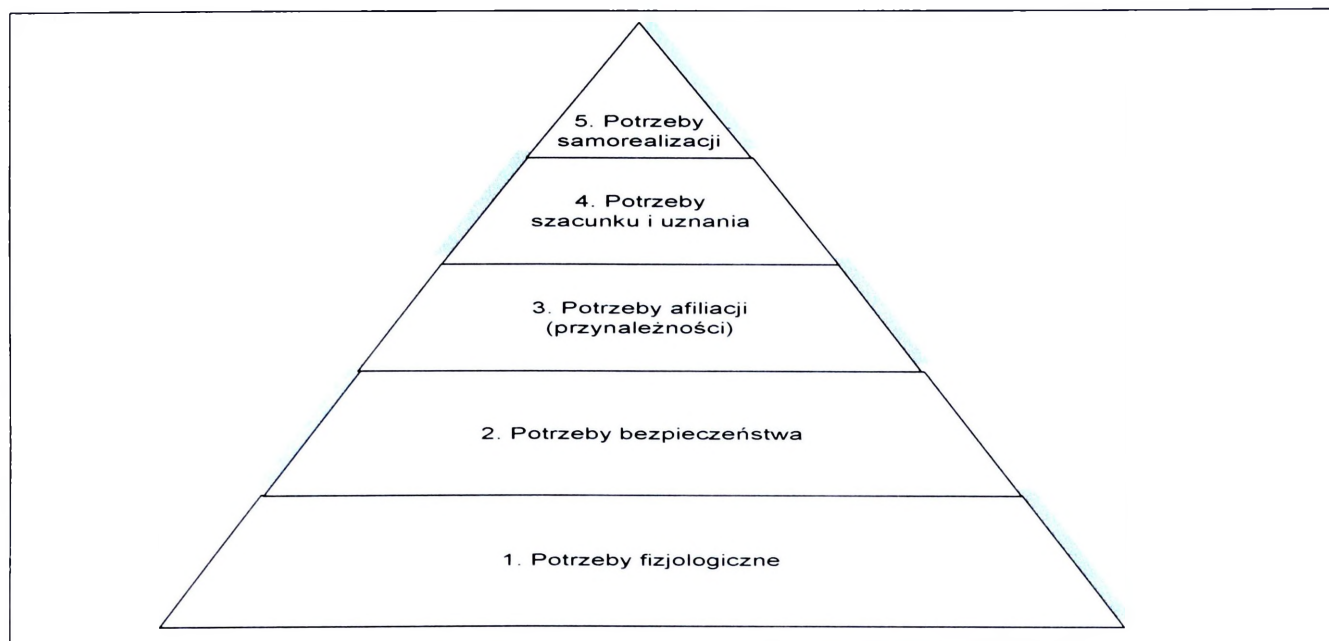 5. Potrzeby
samorealizacji
4. Potrzeby
szacunku i uznania
3. Potrzeby afiliacji
(przynależności)
2. Potrzeby bezpieczeństwa
1. Potrzeby fizjologiczne